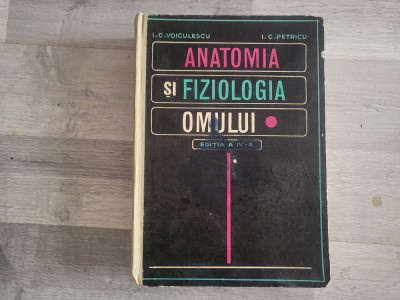 I.C.VOICULESCU I.C.PETRICU
ANATOMIA
ȘI FIZIOLOGIA
OMULUI
EDIȚIA A IV-A